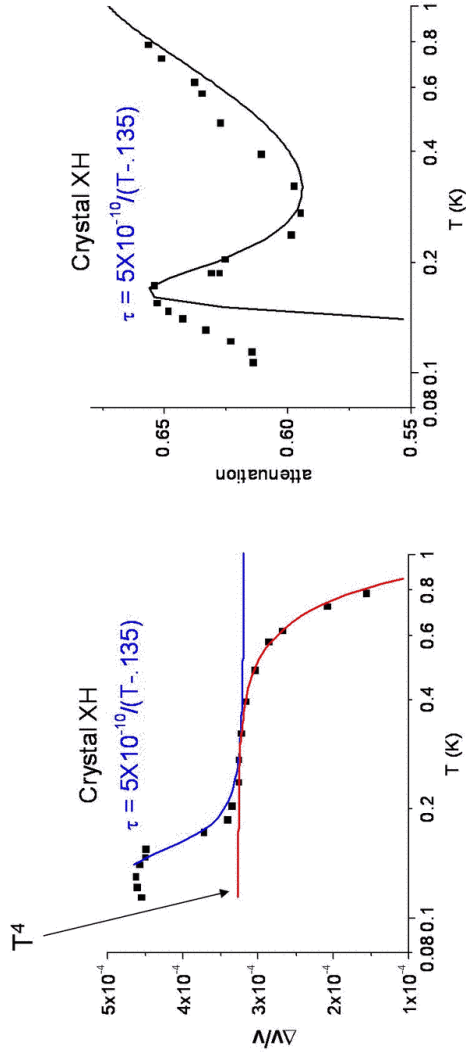 T⁴
Crystal XH
τ = 5X10⁻¹⁰/(T-.135)
5x10⁻⁴
4x10⁻⁴
3x10⁻⁴
2x10⁻⁴
1x10⁻⁴
Δv/v
0.08 0.1 0.2 0.4 0.6 0.8 1
T (K)
Crystal XH
τ = 5X10⁻¹⁰/(T-.135)
0.65
0.60
0.55
attenuation
0.08 0.1 0.2 0.4 0.6 0.8 1
T (K)